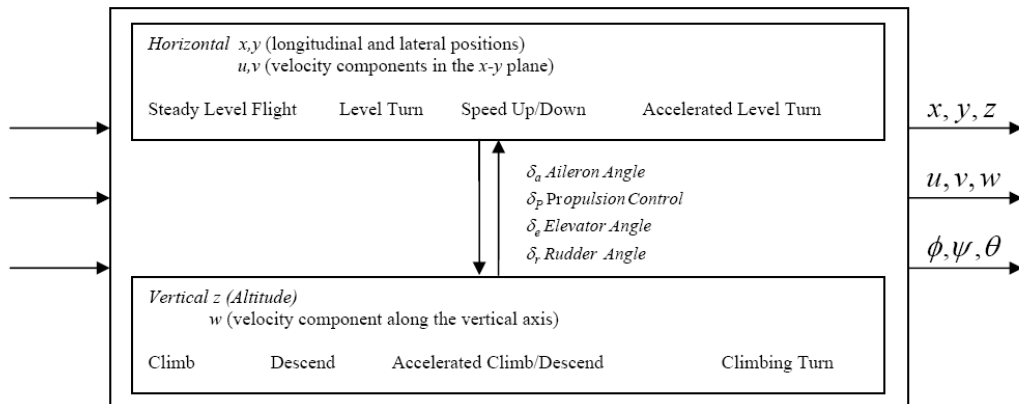 Horizontal x,y (longitudinal and lateral positions)
u,v (velocity components in the x-y plane)
Steady Level Flight Level Turn Speed Up/Down Accelerated Level Turn
x, y, z
δa Aileron Angle
δP Propulsion Control
u, v, w
δe Elevator Angle
δr Rudder Angle
ϕ,ψ,θ
Vertical z (Altitude)
w (velocity component along the vertical axis)
Climb Descend Accelerated Climb/Descend Climbing Turn